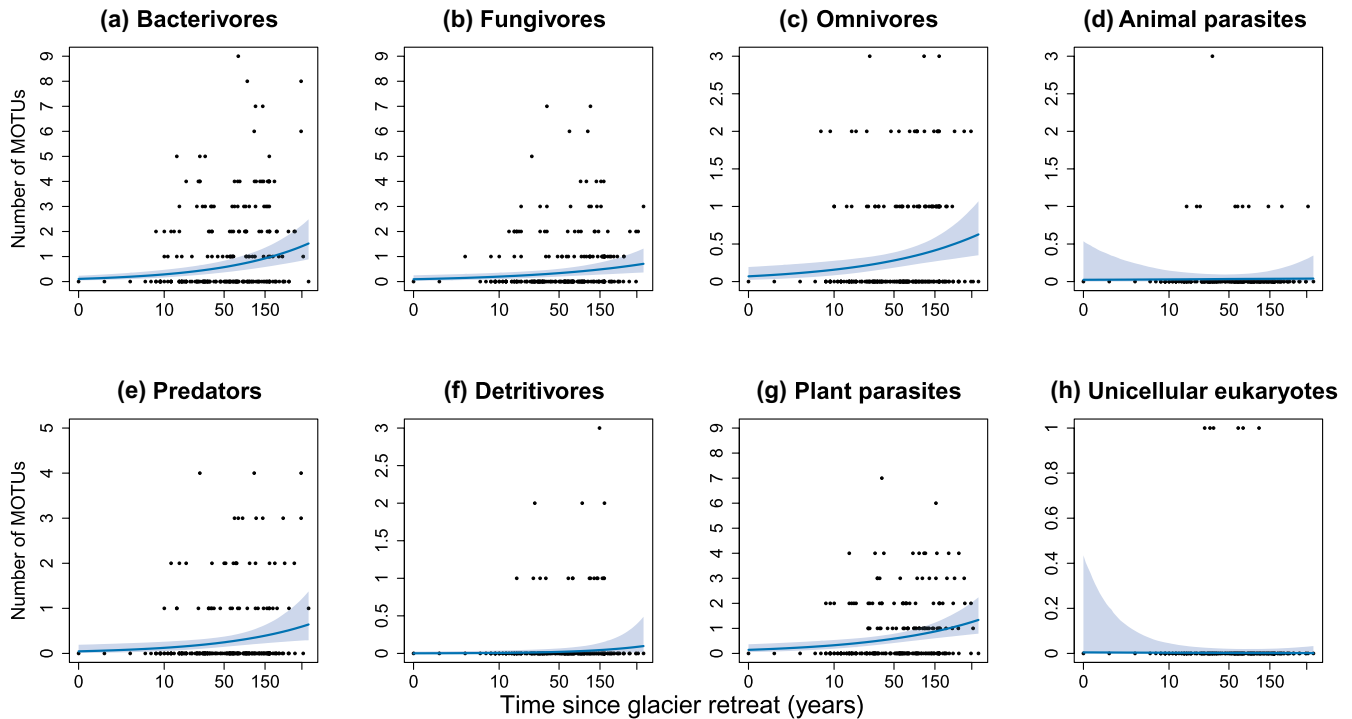 (a) Bacterivores
(b) Fungivores
(c) Omnivores
(d) Animal parasites
Number of MOTUs
0 1 2 3 4 5 6 7 8 9
0 10 50 150
0 1 2 3 4 5 6 7 8 9
0 10 50 150
0 0.5 1 1.5 2 2.5 3
0 10 50 150
0 0.5 1 1.5 2 2.5 3
0 10 50 150
(e) Predators
(f) Detritivores
(g) Plant parasites
(h) Unicellular eukaryotes
Number of MOTUs
0 1 2 3 4 5
0 10 50 150
0 0.5 1 1.5 2 2.5 3
0 10 50 150
0 1 2 3 4 5 6 7 8 9
0 10 50 150
0 0.2 0.4 0.6 0.8 1
0 10 50 150
Time since glacier retreat (years)